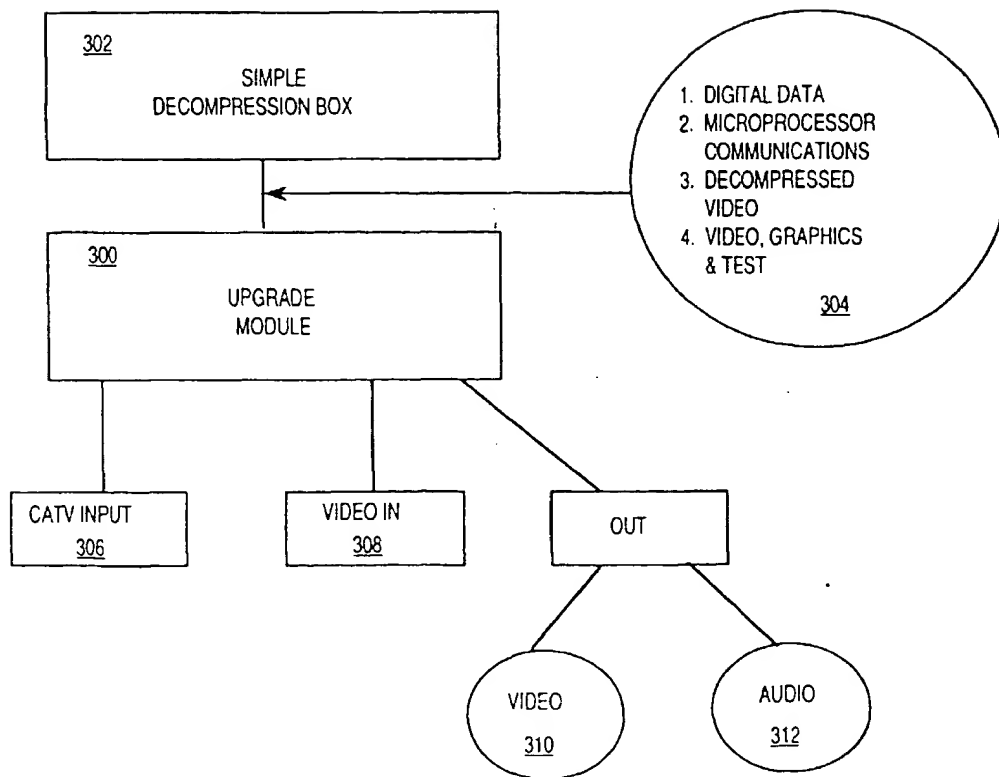 302
SIMPLE
DECOMPRESSION BOX
1. DIGITAL DATA
2. MICROPROCESSOR
COMMUNICATIONS
3. DECOMPRESSED
VIDEO
4. VIDEO, GRAPHICS
& TEST
304
300
UPGRADE
MODULE
CATV INPUT
306
VIDEO IN
308
OUT
VIDEO
310
AUDIO
312